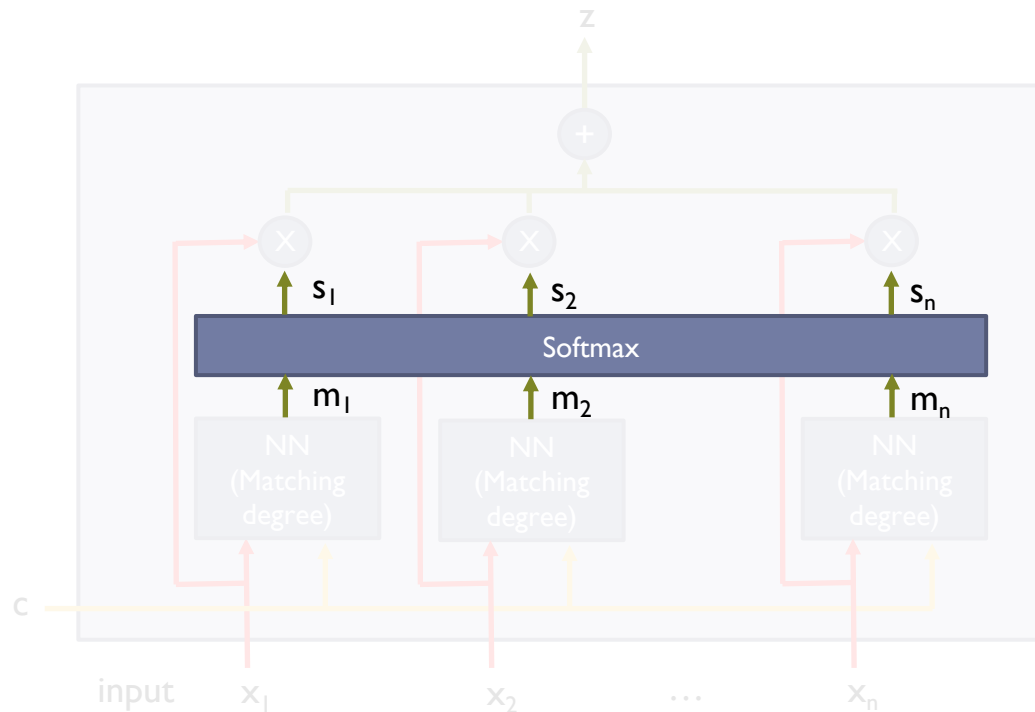 z
+
X X X
s₁ s₂ sₙ
Softmax
m₁ m₂ mₙ
NN NN NN
(Matching (Matching (Matching
degree) degree) degree)
c
input x₁ x₂ ... xₙ